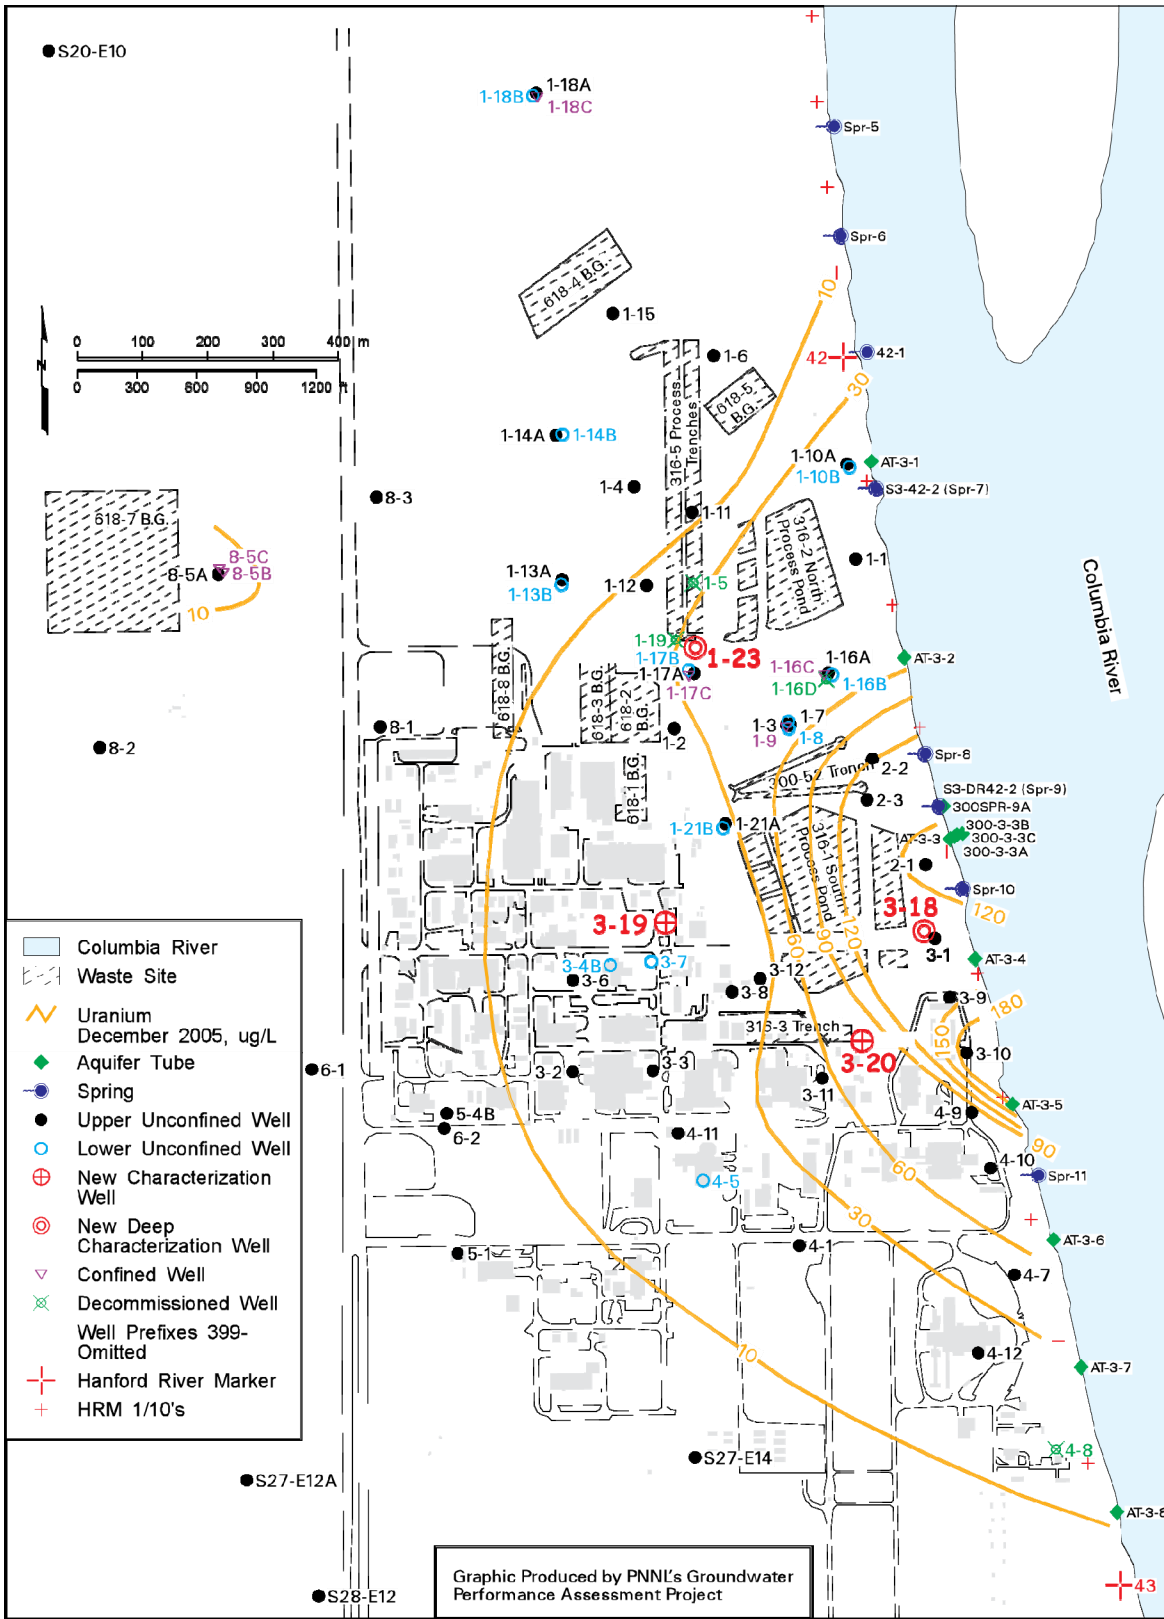 S20-E10
1-18A
1-18B
1-18C
Spr-5
Spr-6
618-4 B.G.
10
1-15
0 200 400 m
N
0 300 600 900 1200 ft
1-6
42
42-1
30
618-5
B.G.
316-5 Process
Trenches
1-14A
1-14B
1-10A
1-10B
AT-3-1
S3-42-2 (Spr-7)
8-3
1-4
1-11
618-7 B.G.
316-2 North
Process Pond
1-1
8-5C
8-5A
8-5B
10
1-13A
1-13B
1-12
1-5
Columbia River
1-19
1-23
1-17B
1-17A
1-17C
1-16C
1-16A
1-16D
1-16B
AT-3-2
618-8 B.G.
618-3 B.G.
618-2
B.G.
8-1
8-2
1-2
1-3
1-7
1-9
1-8
Spr-8
2-2
300-52 Trench
618-1 B.G.
2-3
S3-DR42-2 (Spr-9)
300SPR-9A
1-21A
1-21B
300-3-3B
AT-3-3
300-3-3C
300-3-3A
316-1 South
Process Pond
2-1
Spr-10
120
3-18
3-19
3-1
60
90
120
AT-3-4
3-4B
3-7
3-6
3-12
3-8
3-9
180
316-3 Trench
150
3-20
3-10
6-1
3-2
3-3
3-11
AT-3-5
5-4B
4-9
6-2
4-11
90
4-10
Spr-11
4-5
60
30
5-1
4-1
AT-3-6
4-7
10
4-12
AT-3-7
4-8
S27-E14
S27-E12A
AT-3-8
43
S28-E12
Columbia River
Waste Site
Uranium
December 2005, ug/L
Aquifer Tube
Spring
Upper Unconfined Well
Lower Unconfined Well
New Characterization
Well
New Deep
Characterization Well
Confined Well
Decommissioned Well
Well Prefixes 399-
Omitted
Hanford River Marker
HRM 1/10's
Graphic Produced by PNNL's Groundwater
Performance Assessment Project